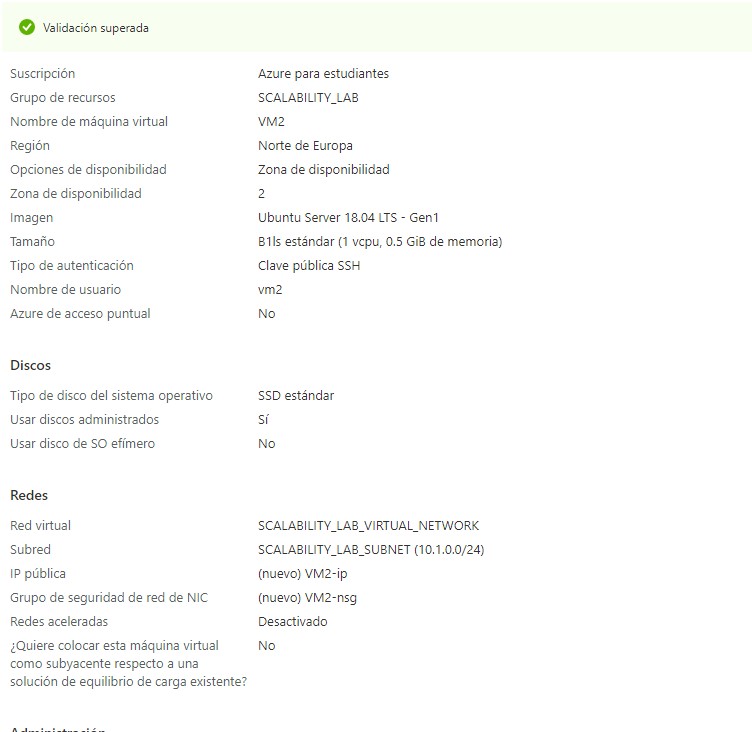 Validación superada
Suscripción Azure para estudiantes
Grupo de recursos SCALABILITY_LAB
Nombre de máquina virtual VM2
Región Norte de Europa
Opciones de disponibilidad Zona de disponibilidad
Zona de disponibilidad 2
Imagen Ubuntu Server 18.04 LTS - Gen1
Tamaño B1ls estándar (1 vcpu, 0.5 GiB de memoria)
Tipo de autenticación Clave pública SSH
Nombre de usuario vm2
Azure de acceso puntual No
Discos
Tipo de disco del sistema operativo SSD estándar
Usar discos administrados Sí
Usar disco de SO efímero No
Redes
Red virtual SCALABILITY_LAB_VIRTUAL_NETWORK
Subred SCALABILITY_LAB_SUBNET (10.1.0.0/24)
IP pública (nuevo) VM2-ip
Grupo de seguridad de red de NIC (nuevo) VM2-nsg
Redes aceleradas Desactivado
¿Quiere colocar esta máquina virtual No
como subyacente respecto a una
solución de equilibrio de carga existente?
Administración